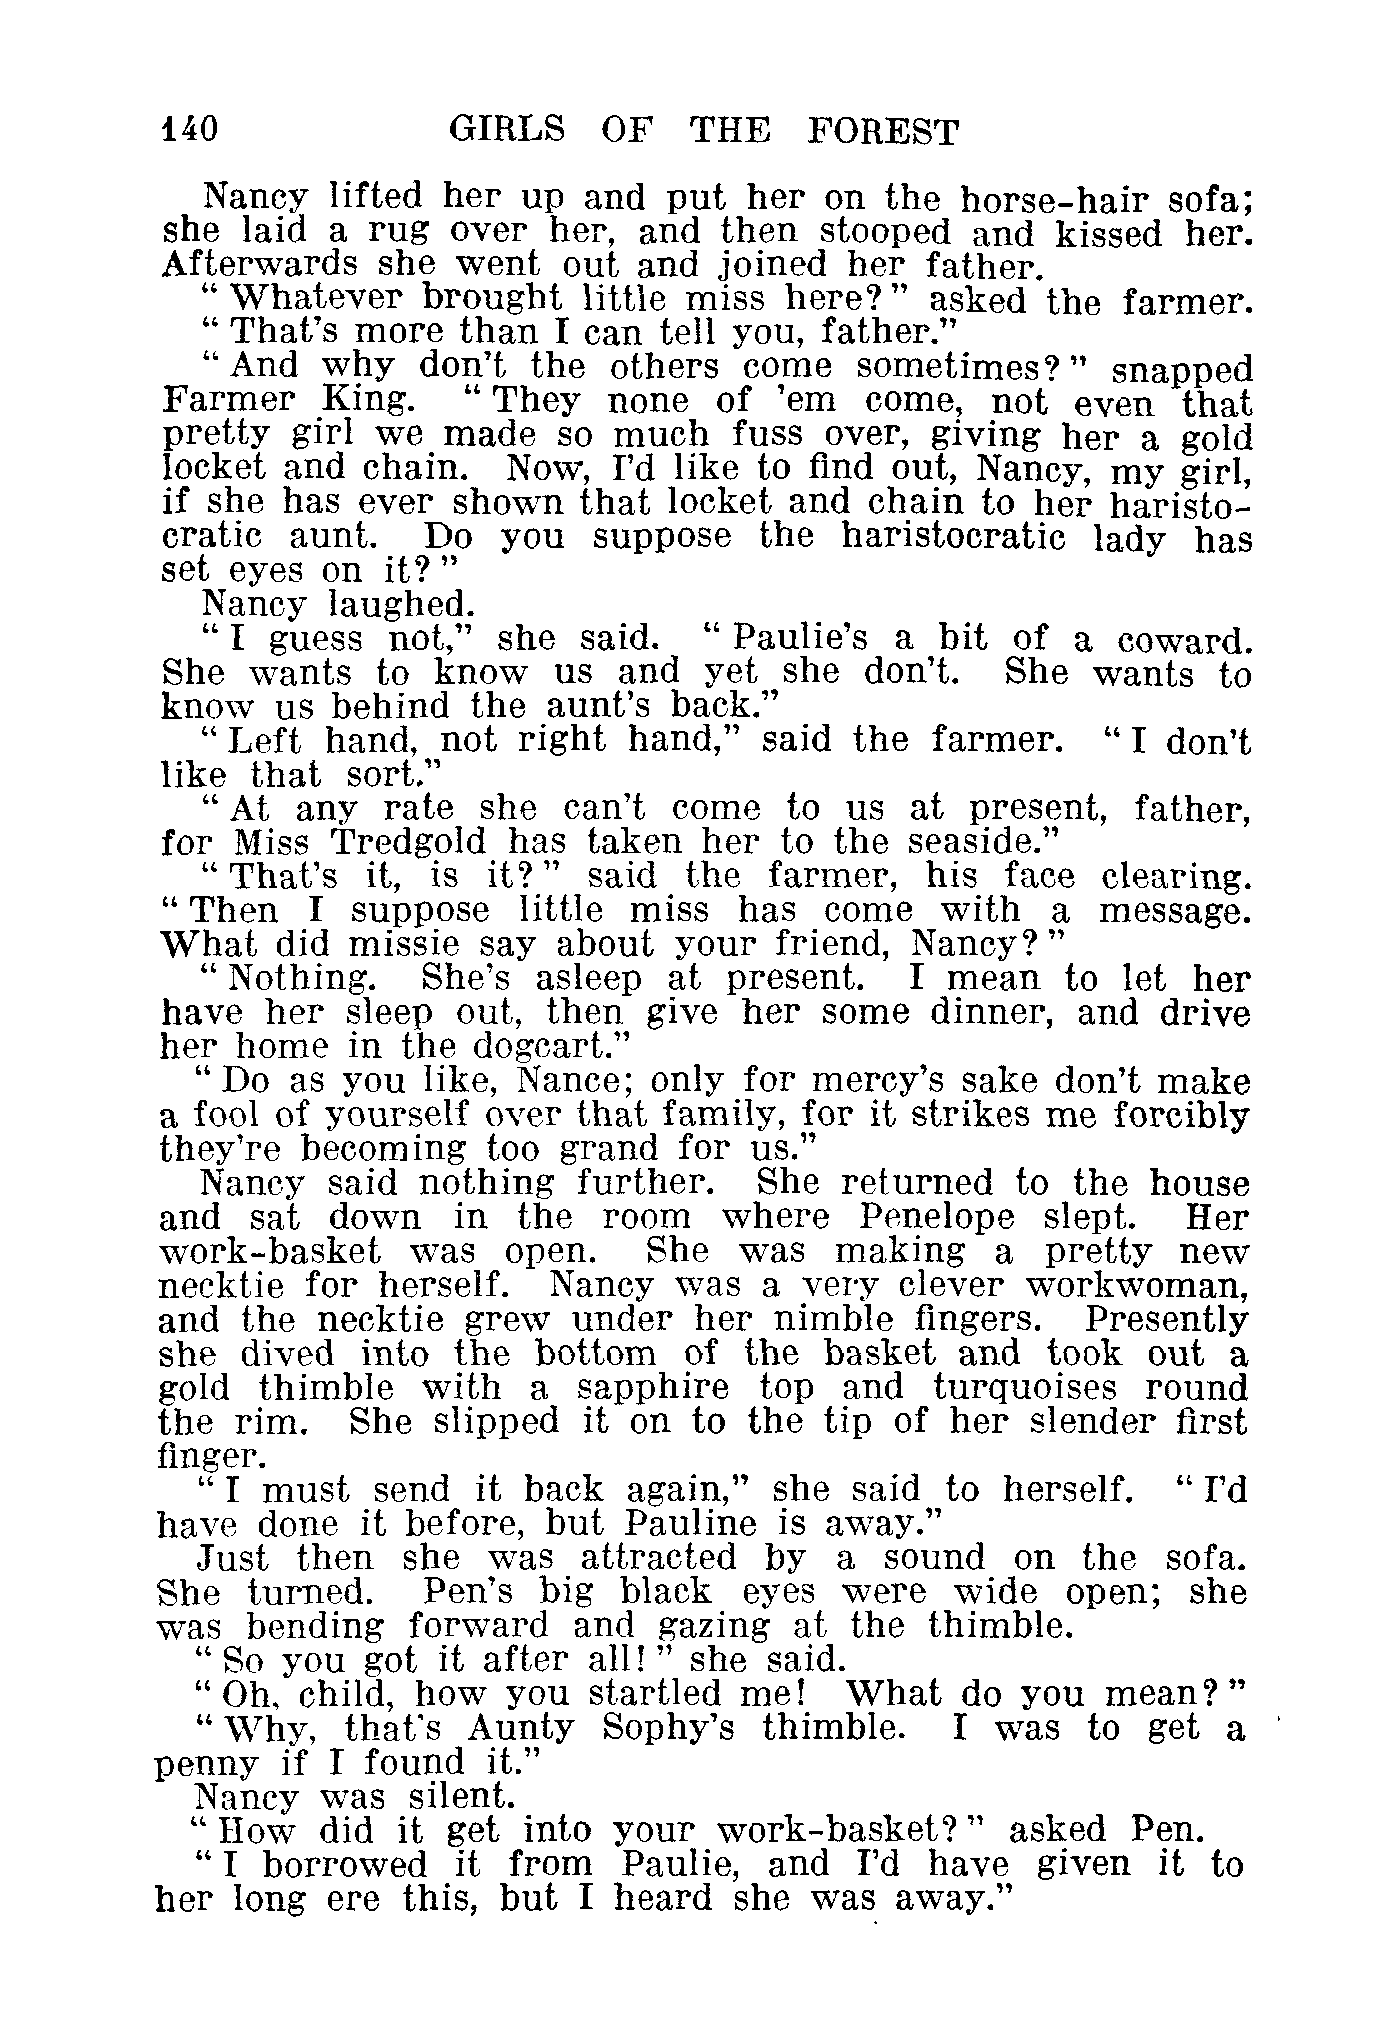 140 GIRLS OF THE FOREST
Nancy lifted her up and put her on the horse-hair sofa;
she laid a rug over her, and then stooped and kissed her.
Afterwards she went out and joined her father.
“ Whatever brought little miss here? ” asked the farmer.
“ That's more than I can tell you, father.”
“ And why don't the others come sometimes? ” snapped
Farmer King. “ They none of 'em come, not even that
pretty girl we made so much fuss over, giving her a gold
locket and chain. Now, I'd like to find out, Nancy, my girl,
if she has ever shown that locket and chain to her haristo-
cratic aunt. Do you suppose the haristocratic lady has
set eyes on it? ”
Nancy laughed.
“ I guess not,” she said. “ Paulie's a bit of a coward.
She wants to know us and yet she don't. She wants to
know us behind the aunt's back.”
“ Left hand, not right hand,” said the farmer. “ I don't
like that sort.”
“ At any rate she can't come to us at present, father,
for Miss Tredgold has taken her to the seaside.”
“ That's it, is it? ” said the farmer, his face clearing.
“ Then I suppose little miss has come with a message.
What did missie say about your friend, Nancy? ”
“ Nothing. She's asleep at present. I mean to let her
have her sleep out, then give her some dinner, and drive
her home in the dogcart.”
“ Do as you like, Nance; only for mercy's sake don't make
a fool of yourself over that family, for it strikes me forcibly
they're becoming too grand for us.”
Nancy said nothing further. She returned to the house
and sat down in the room where Penelope slept. Her
work-basket was open. She was making a pretty new
necktie for herself. Nancy was a very clever workwoman,
and the necktie grew under her nimble fingers. Presently
she dived into the bottom of the basket and took out a
gold thimble with a sapphire top and turquoises round
the rim. She slipped it on to the tip of her slender first
finger.
“ I must send it back again,” she said to herself. “ I'd
have done it before, but Pauline is away.”
Just then she was attracted by a sound on the sofa.
She turned. Pen's big black eyes were wide open; she
was bending forward and gazing at the thimble.
“ So you got it after all! ” she said.
“ Oh, child, how you startled me! What do you mean? ”
“ Why, that's Aunty Sophy's thimble. I was to get a
penny if I found it.”
Nancy was silent.
“ How did it get into your work-basket? ” asked Pen.
“ I borrowed it from Paulie, and I'd have given it to
her long ere this, but I heard she was away.”